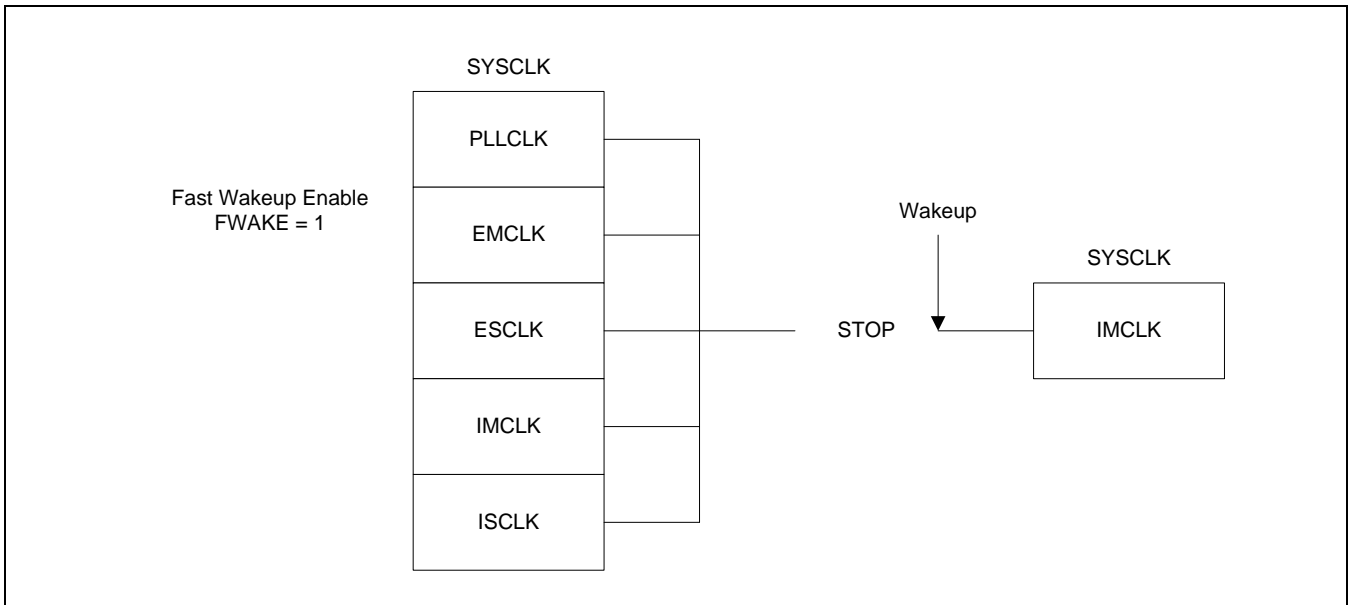 SYSCLK
PLLCLK
Fast Wakeup Enable
FWAKE = 1
EMCLK
ESCLK
IMCLK
ISCLK
STOP
Wakeup
SYSCLK
IMCLK